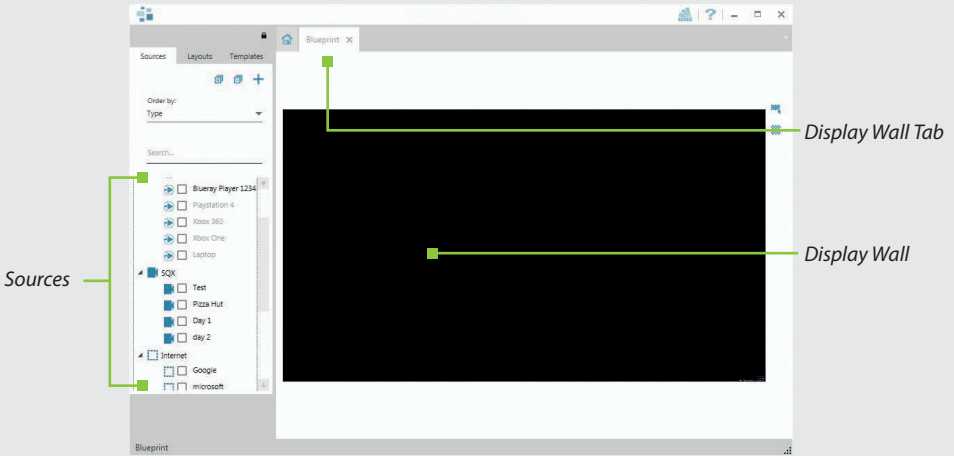 ?
Blueprint
Sources Layouts Templates
Order by:
Type
Search...
Display Wall Tab
Blueray Player 1234
Playstation 4
Xbox 360
Xbox One
Laptop
Display Wall
Sources
SQX
Test
Pizza Hut
Day 1
day 2
Internet
Google
microsoft
Blueprint